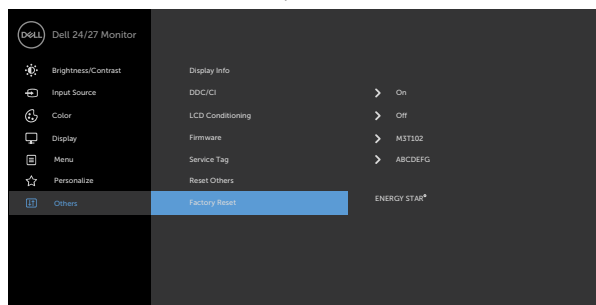 DELL Dell 24/27 Monitor
Brightness/Contrast Display Info
Input Source DDC/CI On
Color LCD Conditioning Off
Display Firmware M3T102
Menu Service Tag ABCDEFG
Personalize Reset Others
Others Factory Reset ENERGY STAR®